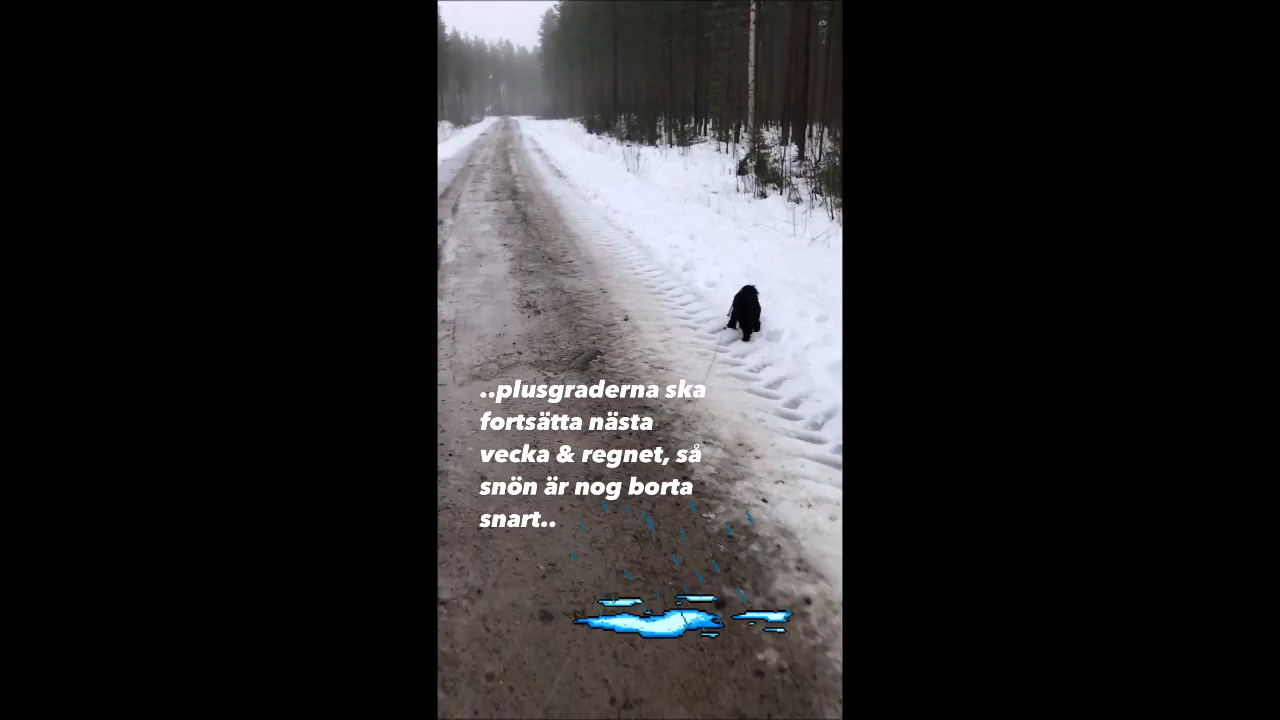 ..plusgraderna ska
fortsätta nästa
vecka & regnet, så
snön är nog borta
snart..